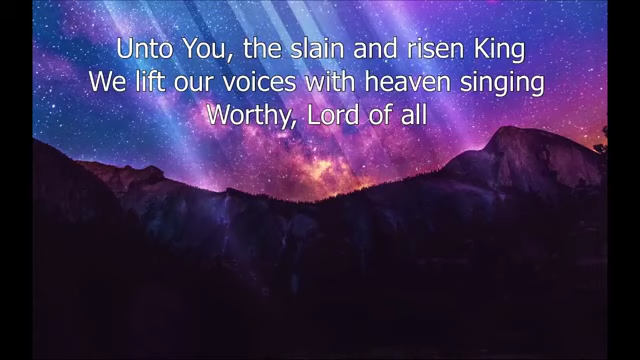 Unto You, the slain and risen King
We lift our voices with heaven singing
Worthy, Lord of all